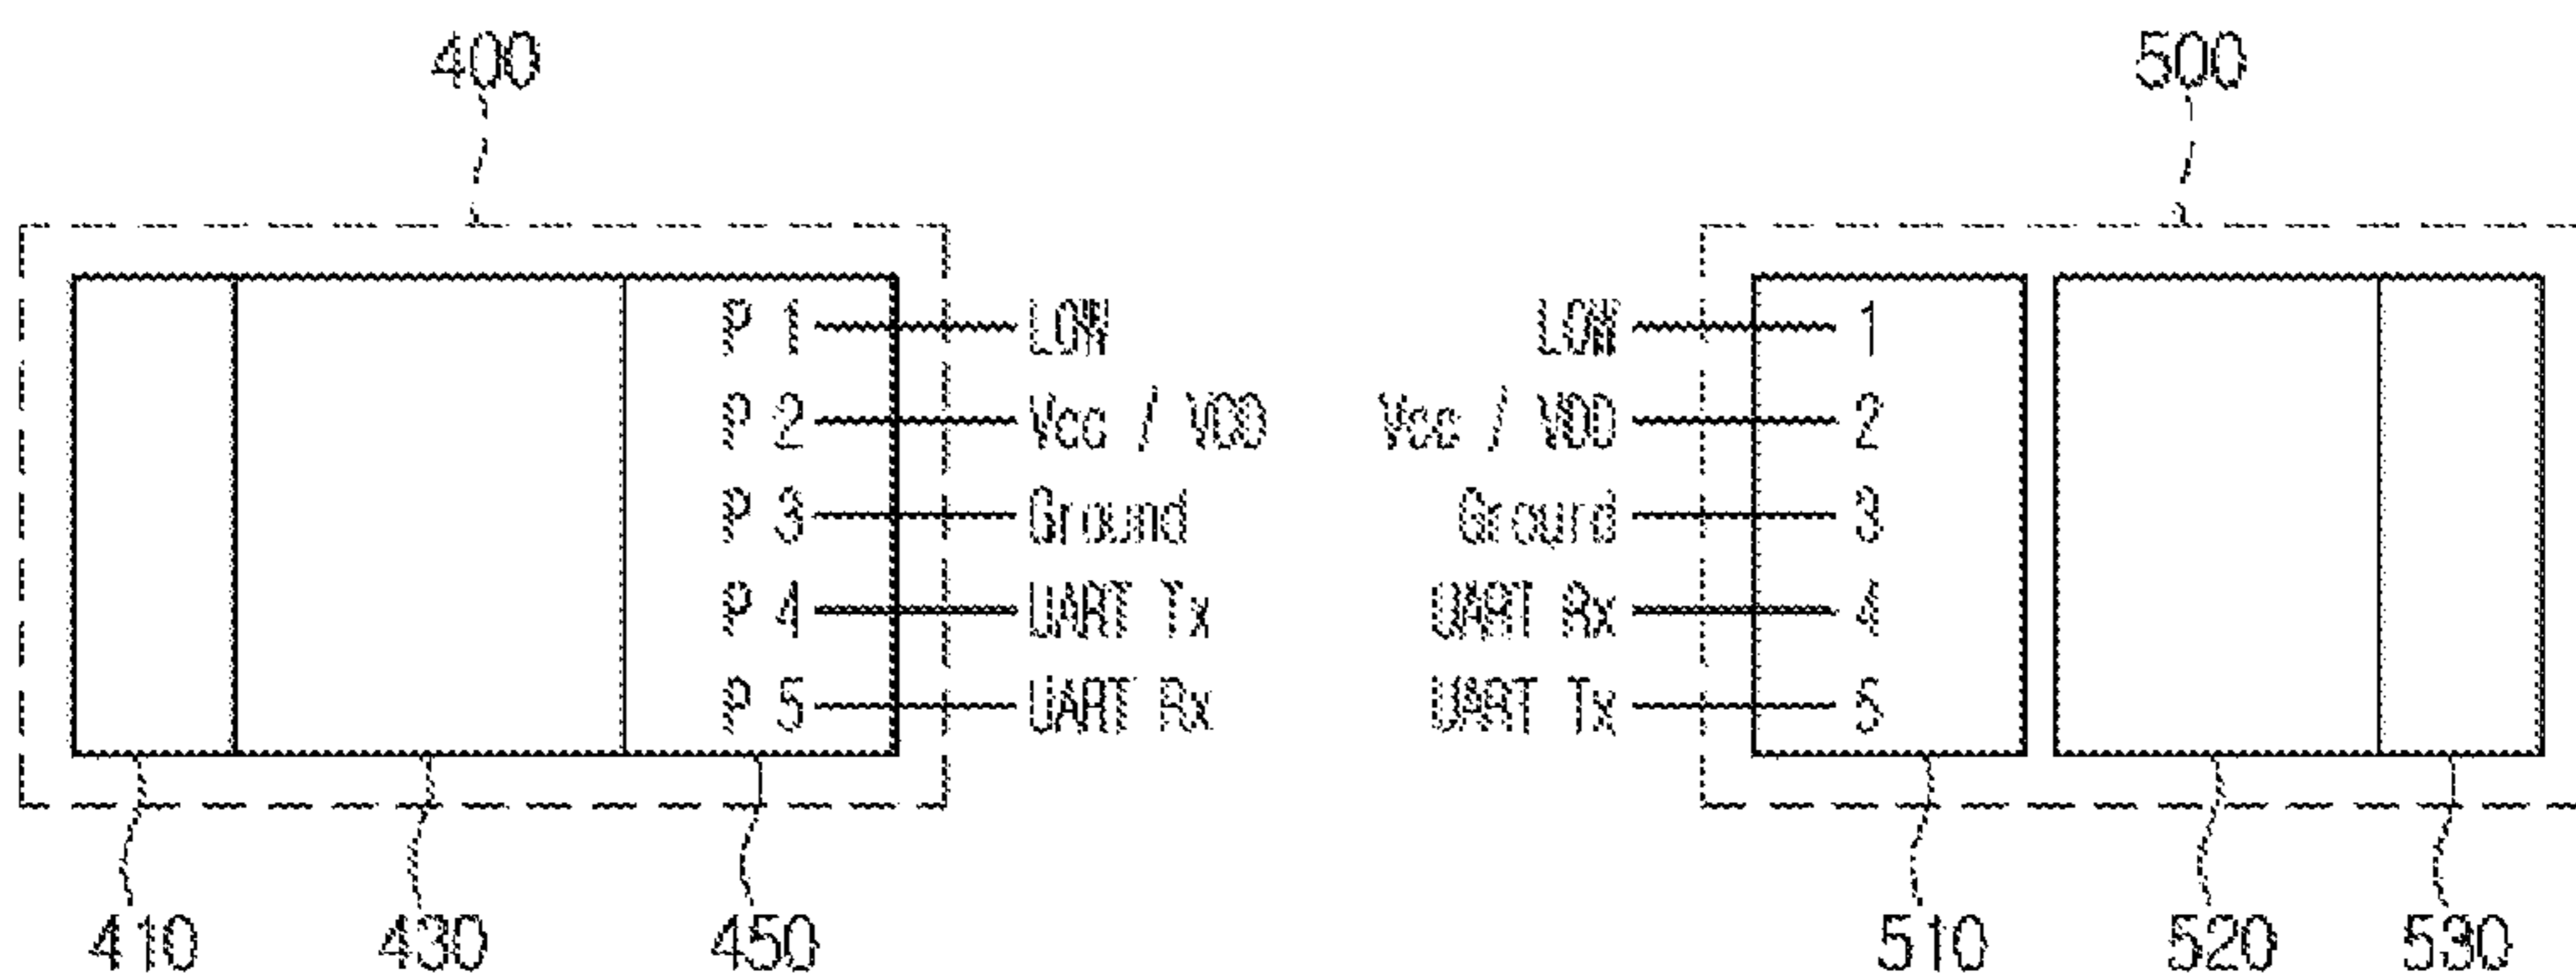 400 500
P 1 LOW LOW 1
P 2 Vcc / VDD Vcc / VDD 2
P 3 Ground Ground 3
P 4 UART Tx UART Rx 4
P 5 UART Rx UART Tx 5
410 430 450 510 520 530